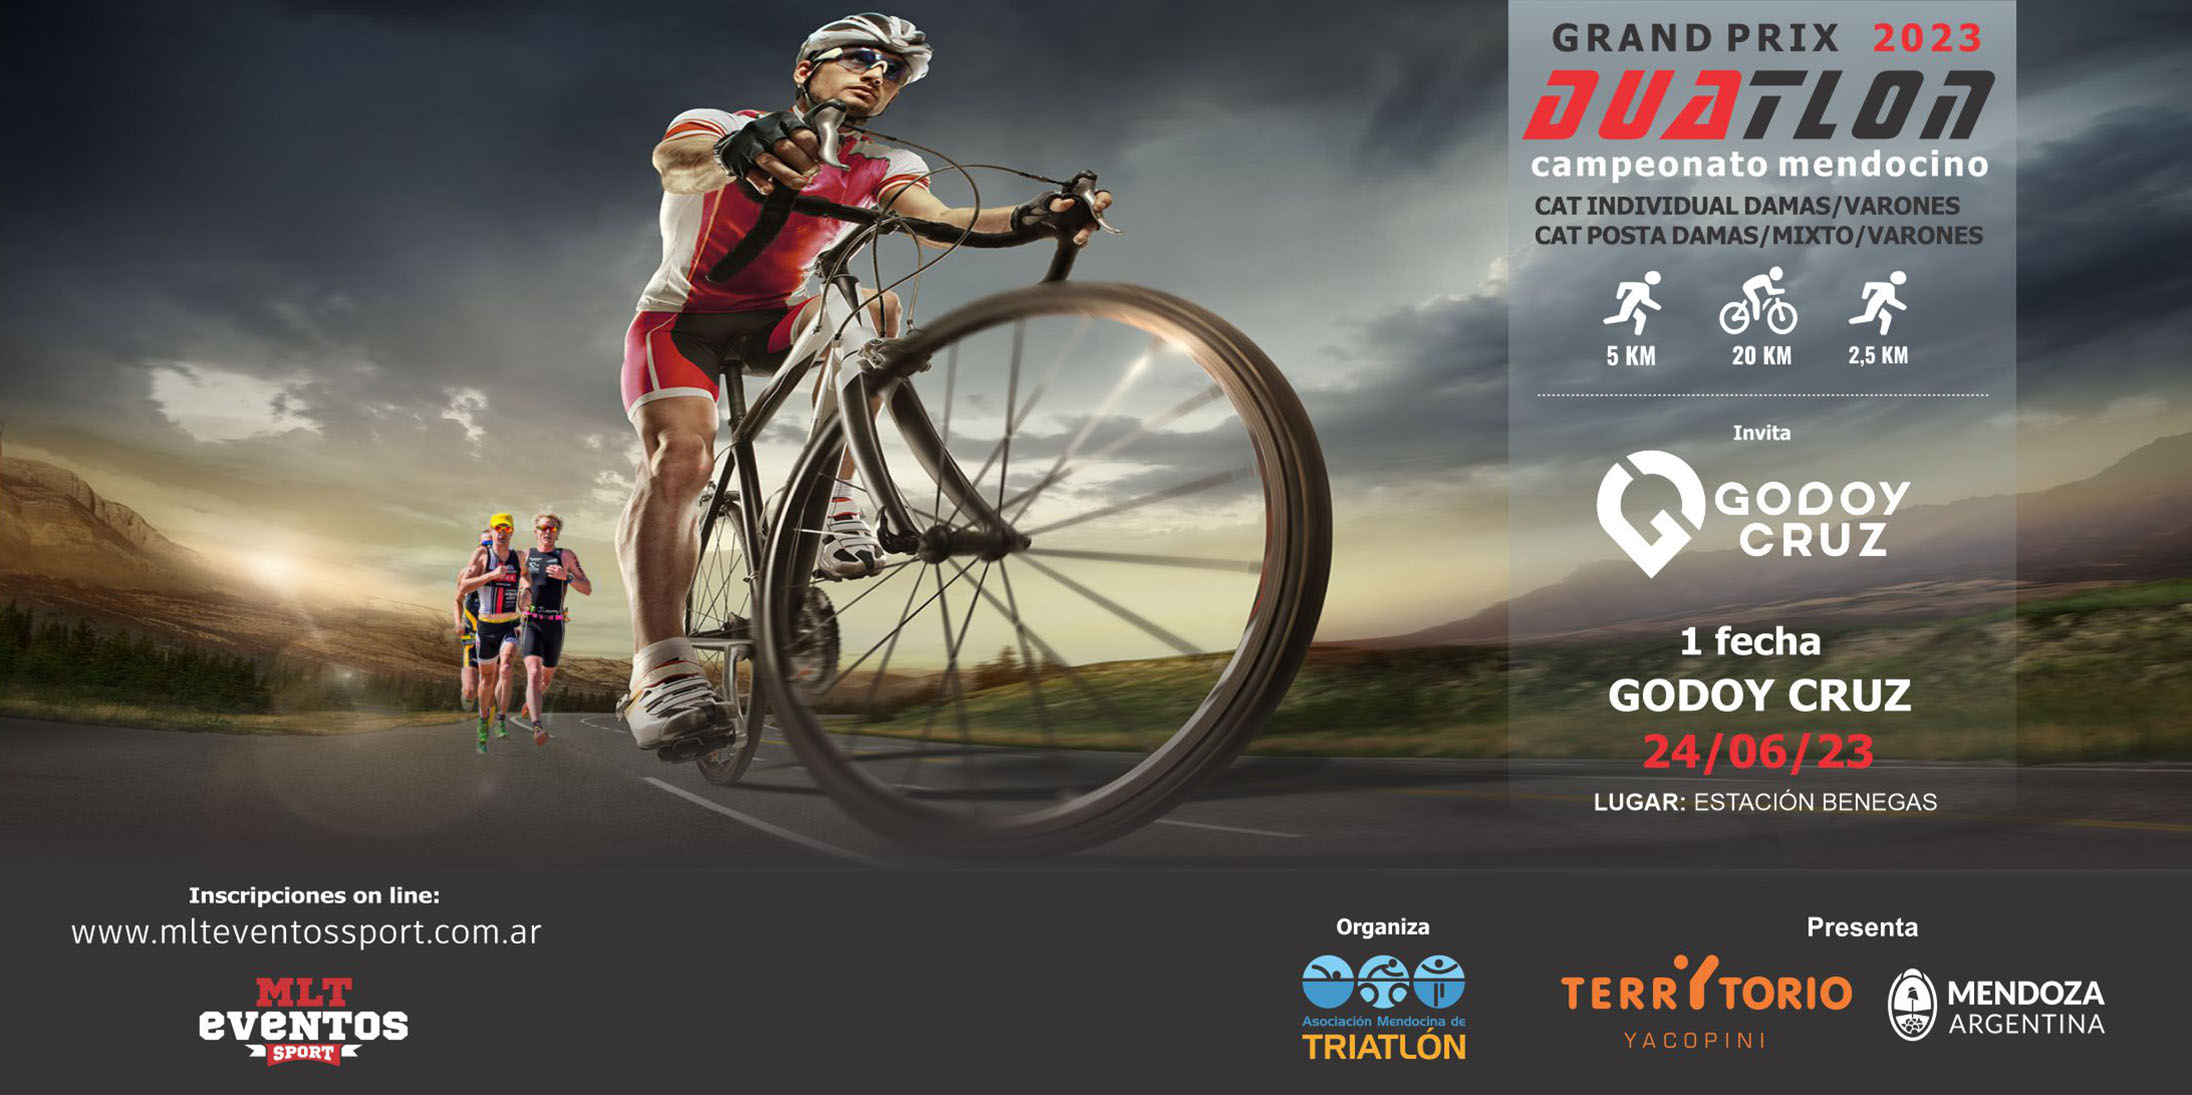 GRAND PRIX 2023
DUATLON
campeonato mendocino
CAT INDIVIDUAL DAMAS/VARONES
CAT POSTA DAMAS/MIXTO/VARONES
5 KM 20 KM 2,5 KM
Invita
GODOY
CRUZ
1 fecha
GODOY CRUZ
24/06/23
LUGAR: ESTACIÓN BENEGAS
Inscripciones on line:
www.mlteventossport.com.ar
MLT
eVENTOS
SPORT
Organiza
Asociación Mendocina de
TRIATLÓN
Presenta
TERRYTORIO
YACOPINI
MENDOZA
ARGENTINA